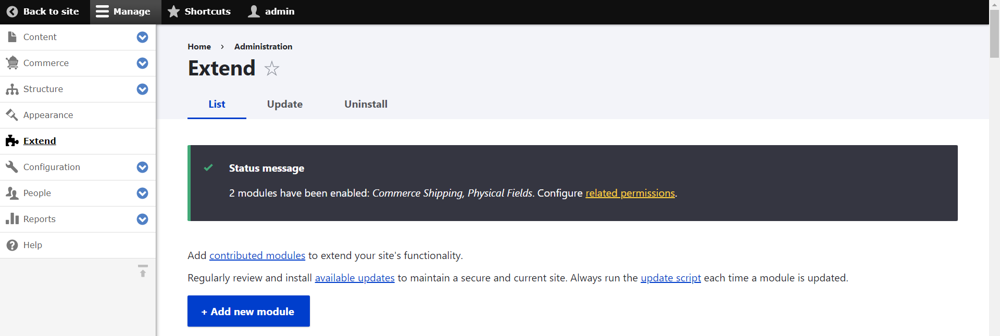 Back to site Manage Shortcuts admin
Content
Commerce
Structure
Appearance
Extend
Configuration
People
Reports
Help
Home › Administration
Extend
List Update Uninstall
Status message
2 modules have been enabled: Commerce Shipping, Physical Fields. Configure related permissions.
Add contributed modules to extend your site's functionality.
Regularly review and install available updates to maintain a secure and current site. Always run the update script each time a module is updated.
+ Add new module